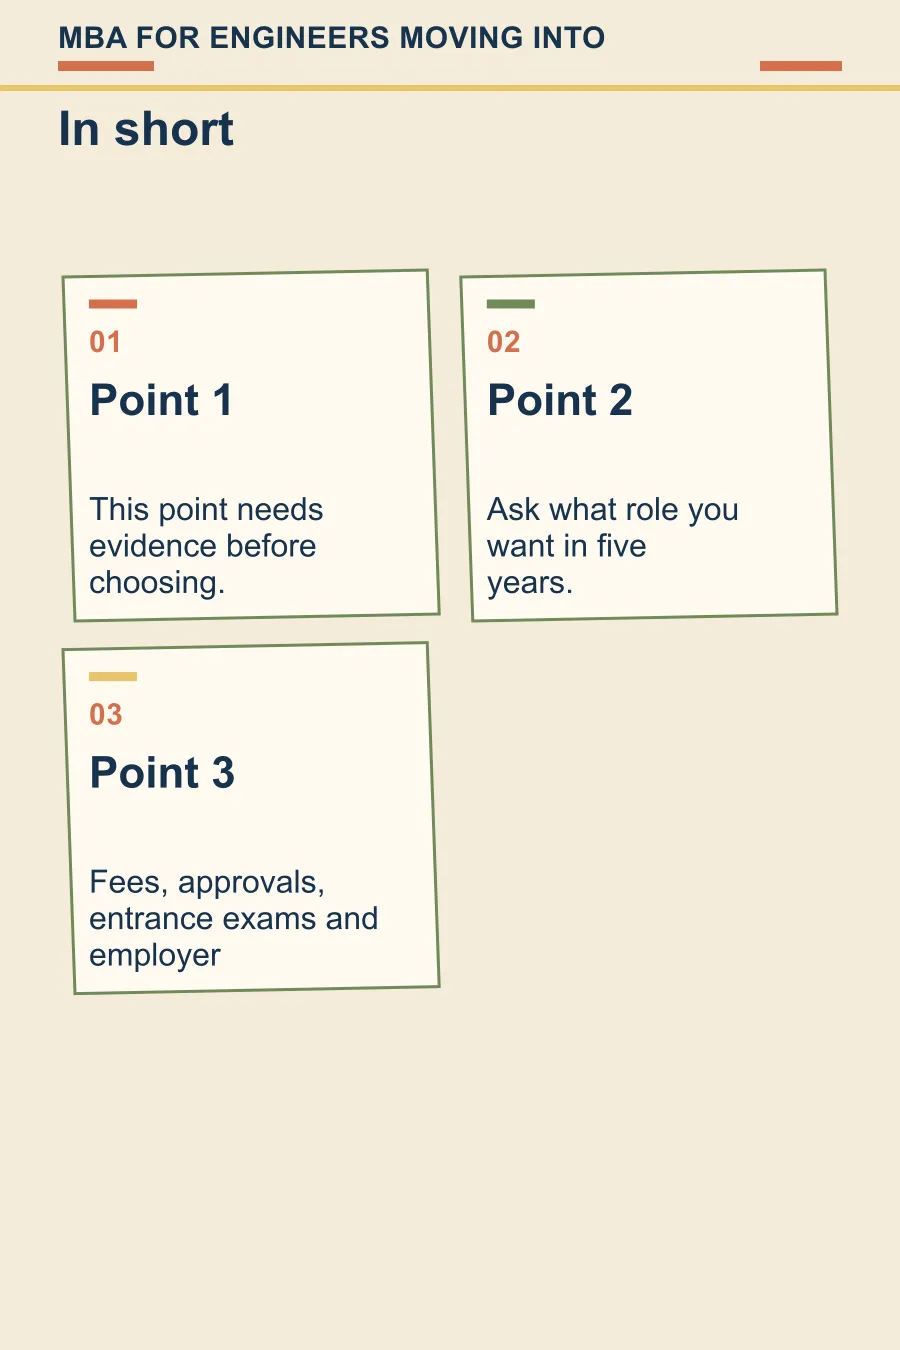 MBA FOR ENGINEERS MOVING INTO
In short
01
Point 1
This point needs
evidence before
choosing.
02
Point 2
Ask what role you
want in five
years.
03
Point 3
Fees, approvals,
entrance exams and
employer